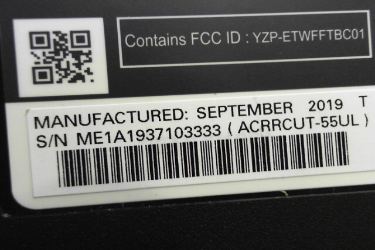 Contains FCC ID : YZP-ETWFFTBC01
MANUFACTURED: SEPTEMBER 2019 T
S/N ME1A1937103333 ( ACRRCUT-55UL )